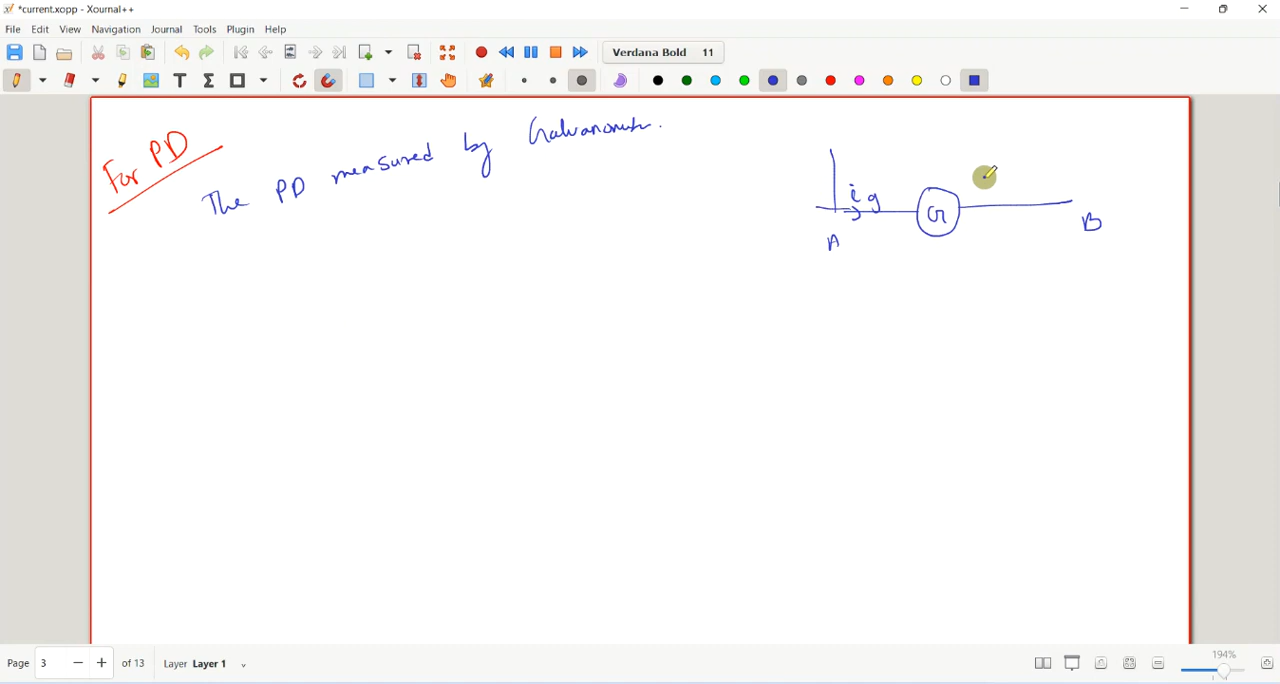 *current.xopp - Xournal++
File Edit View Navigation Journal Tools Plugin Help
Verdana Bold 11
For PD
The PD measured by Galvanometer.
i g
G
A
B
Page 3 of 13 Layer Layer 1
194%